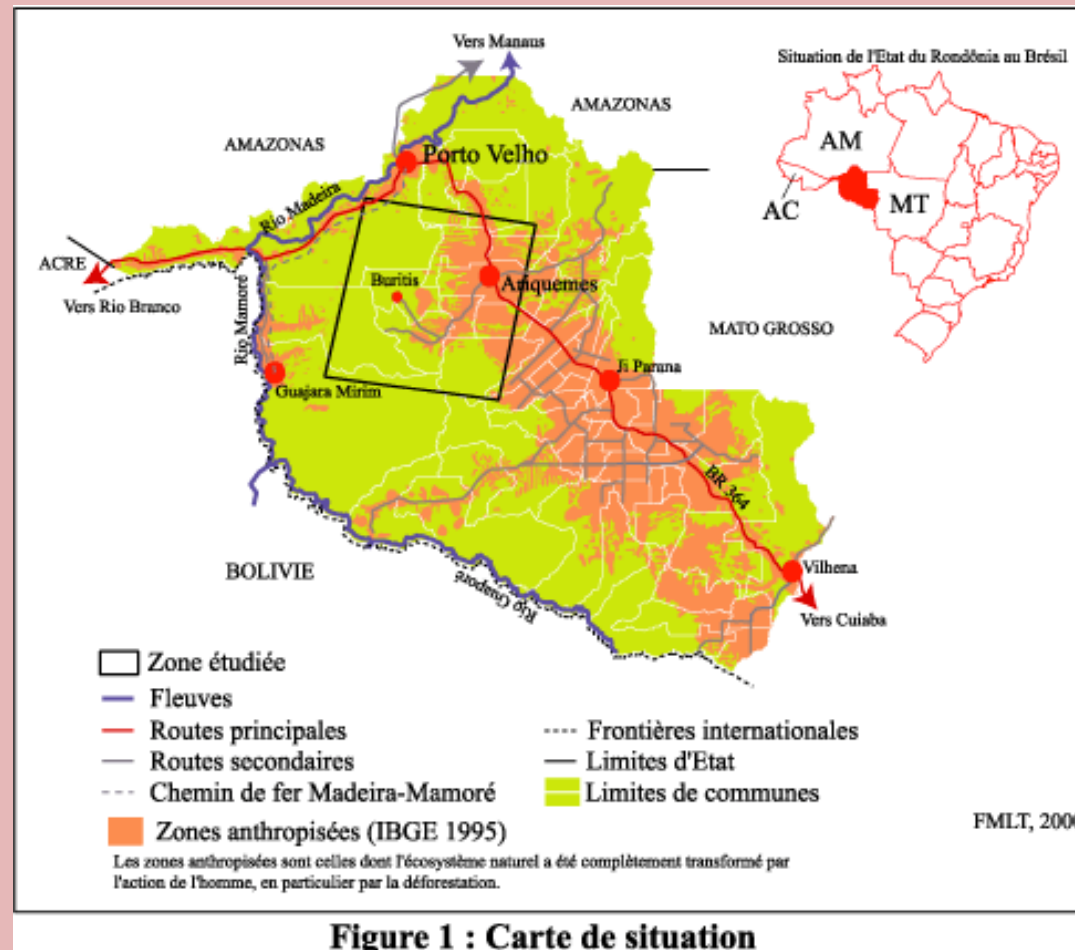 Vers Manaus
Situation de l'Etat du Rondônia au Brésil
AMAZONAS
AMAZONAS
AM
AC
MT
Porto Velho
Rio Madeira
ACRE
Vers Rio Branco
Buritis
Ariquemes
Rio Mamoré
MATO GROSSO
Ji Parana
Guajara Mirim
BR 364
BOLIVIE
Rio Guaporé
Vilhena
Vers Cuiaba
Zone étudiée
Fleuves
Routes principales
Routes secondaires
Chemin de fer Madeira-Mamoré
Frontières internationales
Limites d'Etat
Limites de communes
Zones anthropisées (IBGE 1995)
FMLT,
Les zones anthropisées sont celles dont l'écosystème naturel a été complètement transformé par
l'action de l'homme, en particulier par la déforestation.
Figure 1 : Carte de situation